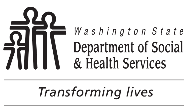 Washington State
Department of Social
& Health Services
Transforming lives